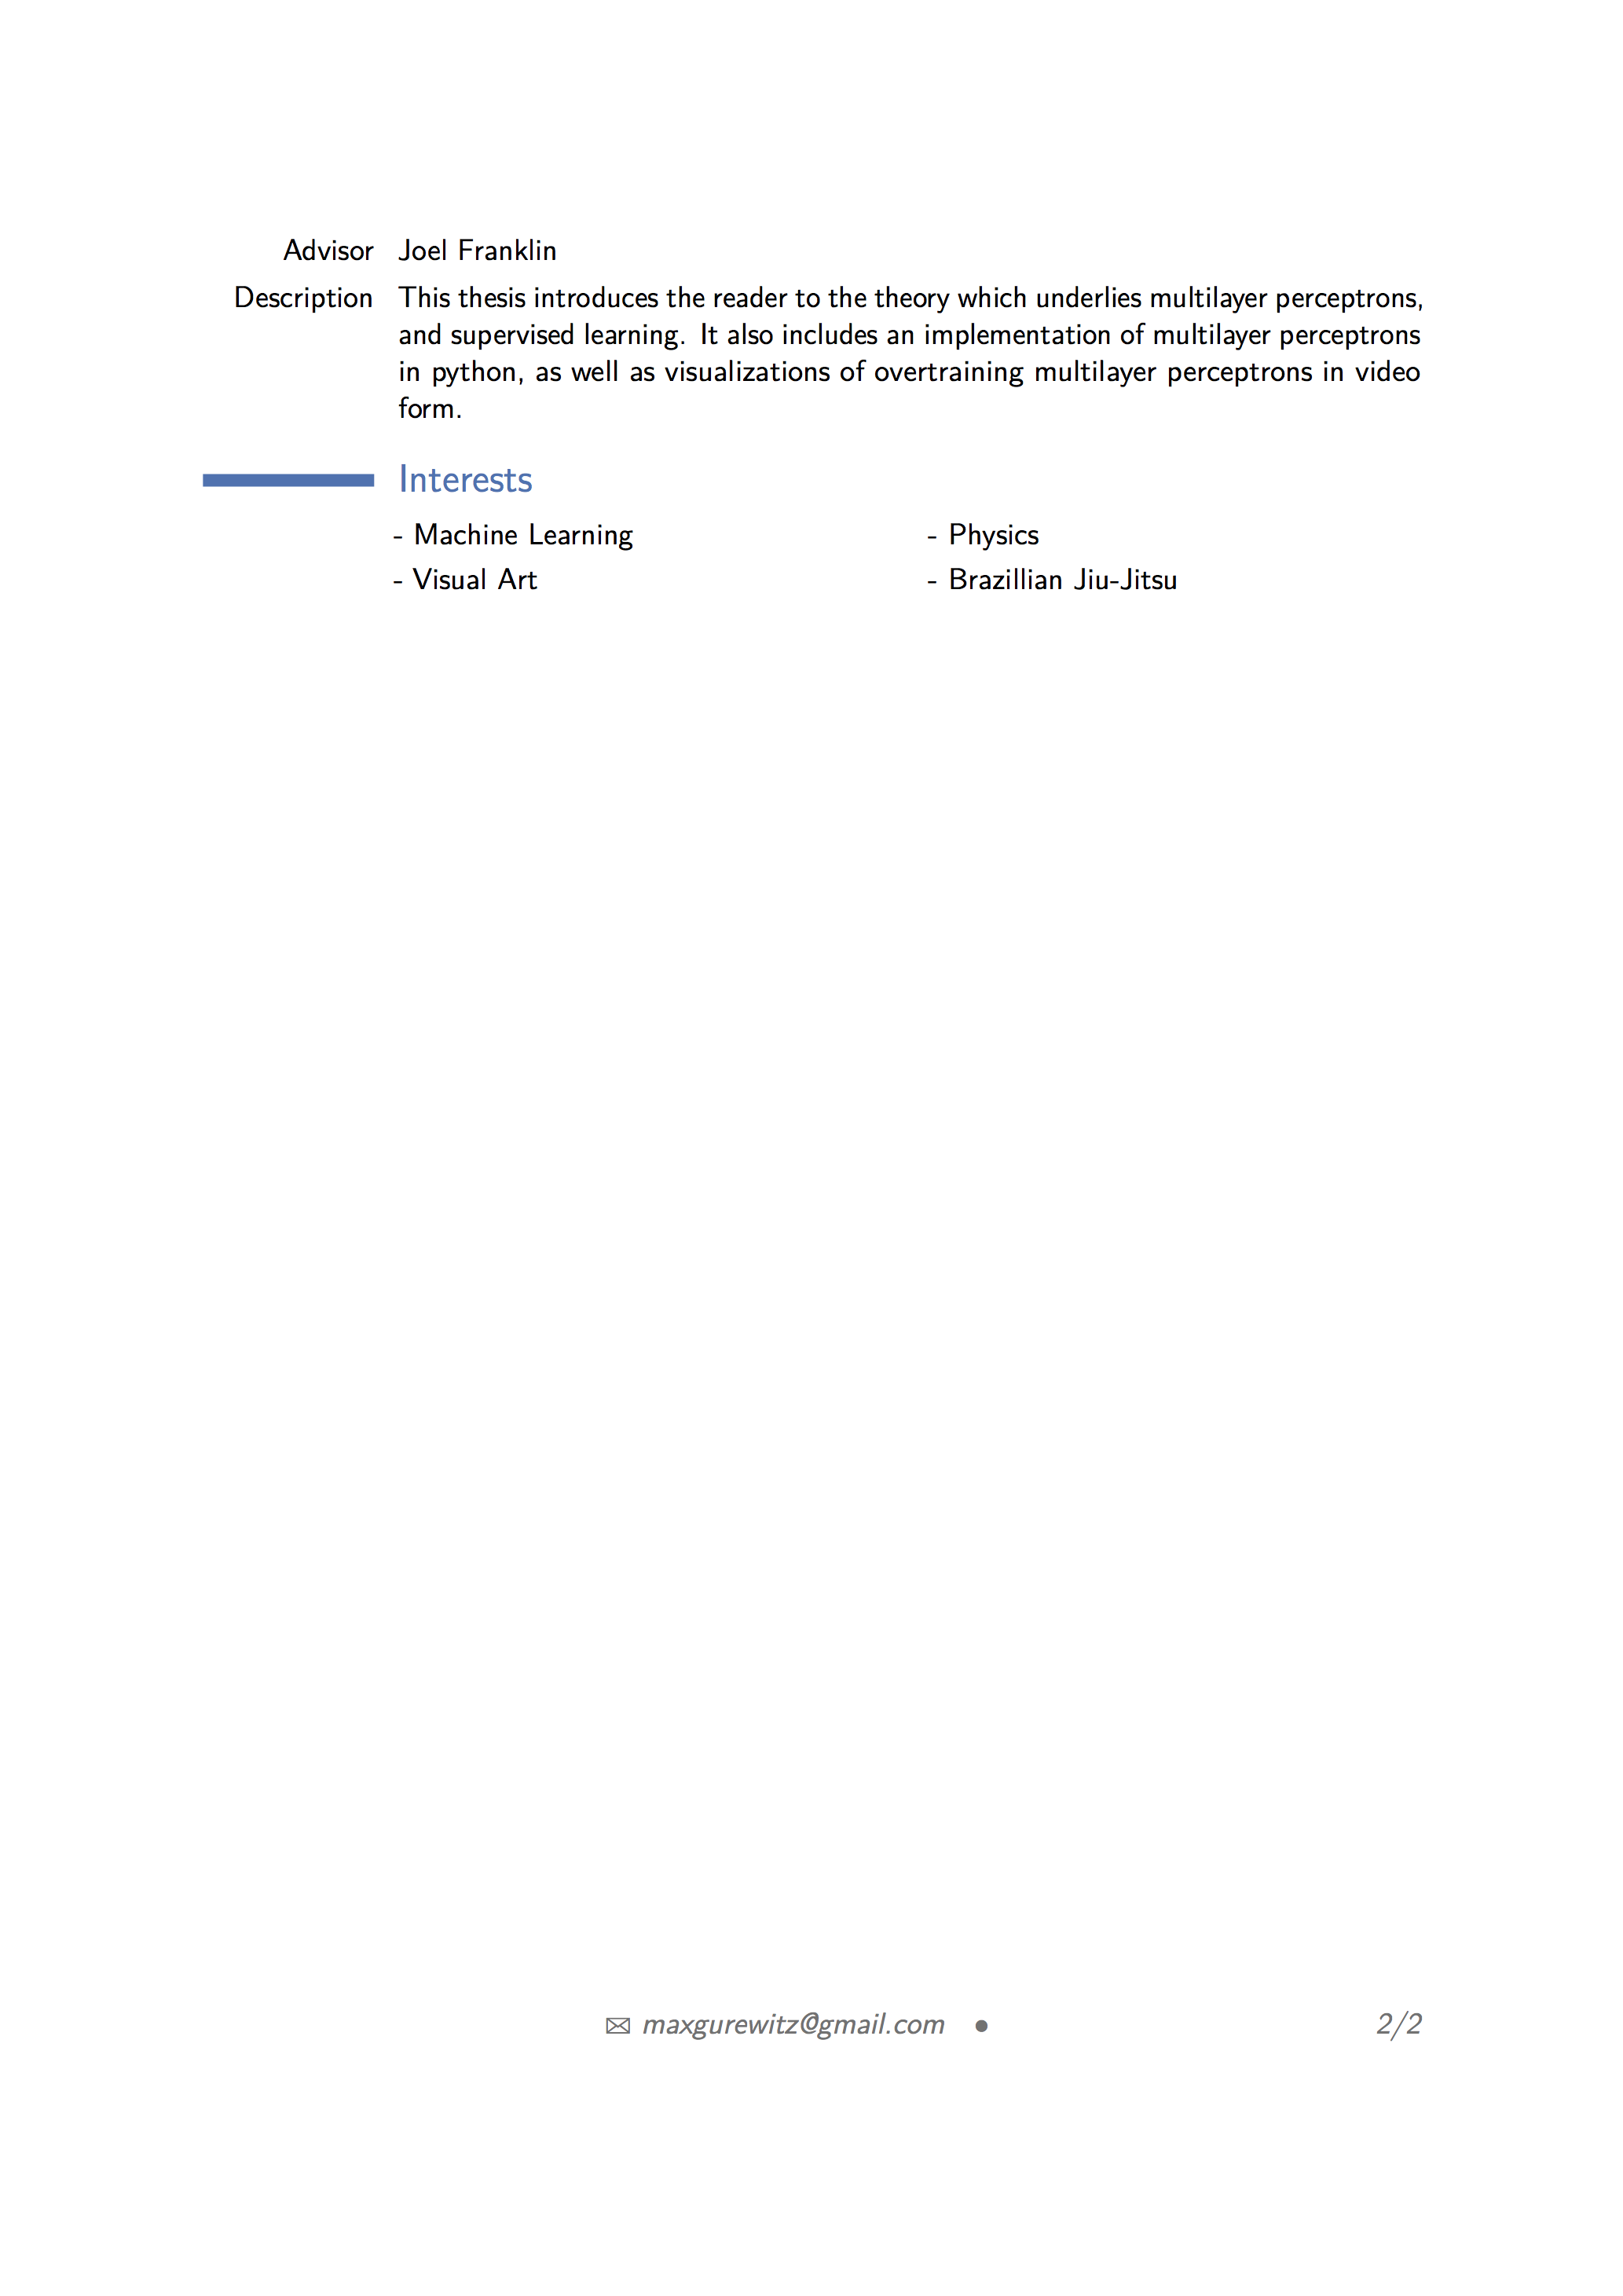 Advisor Joel Franklin
Description This thesis introduces the reader to the theory which underlies multilayer perceptrons,
and supervised learning. It also includes an implementation of multilayer perceptrons
in python, as well as visualizations of overtraining multilayer perceptrons in video
form.
Interests
- Machine Learning - Physics
- Visual Art - Brazillian Jiu-Jitsu
✉ maxgurewitz@gmail.com • 2/2